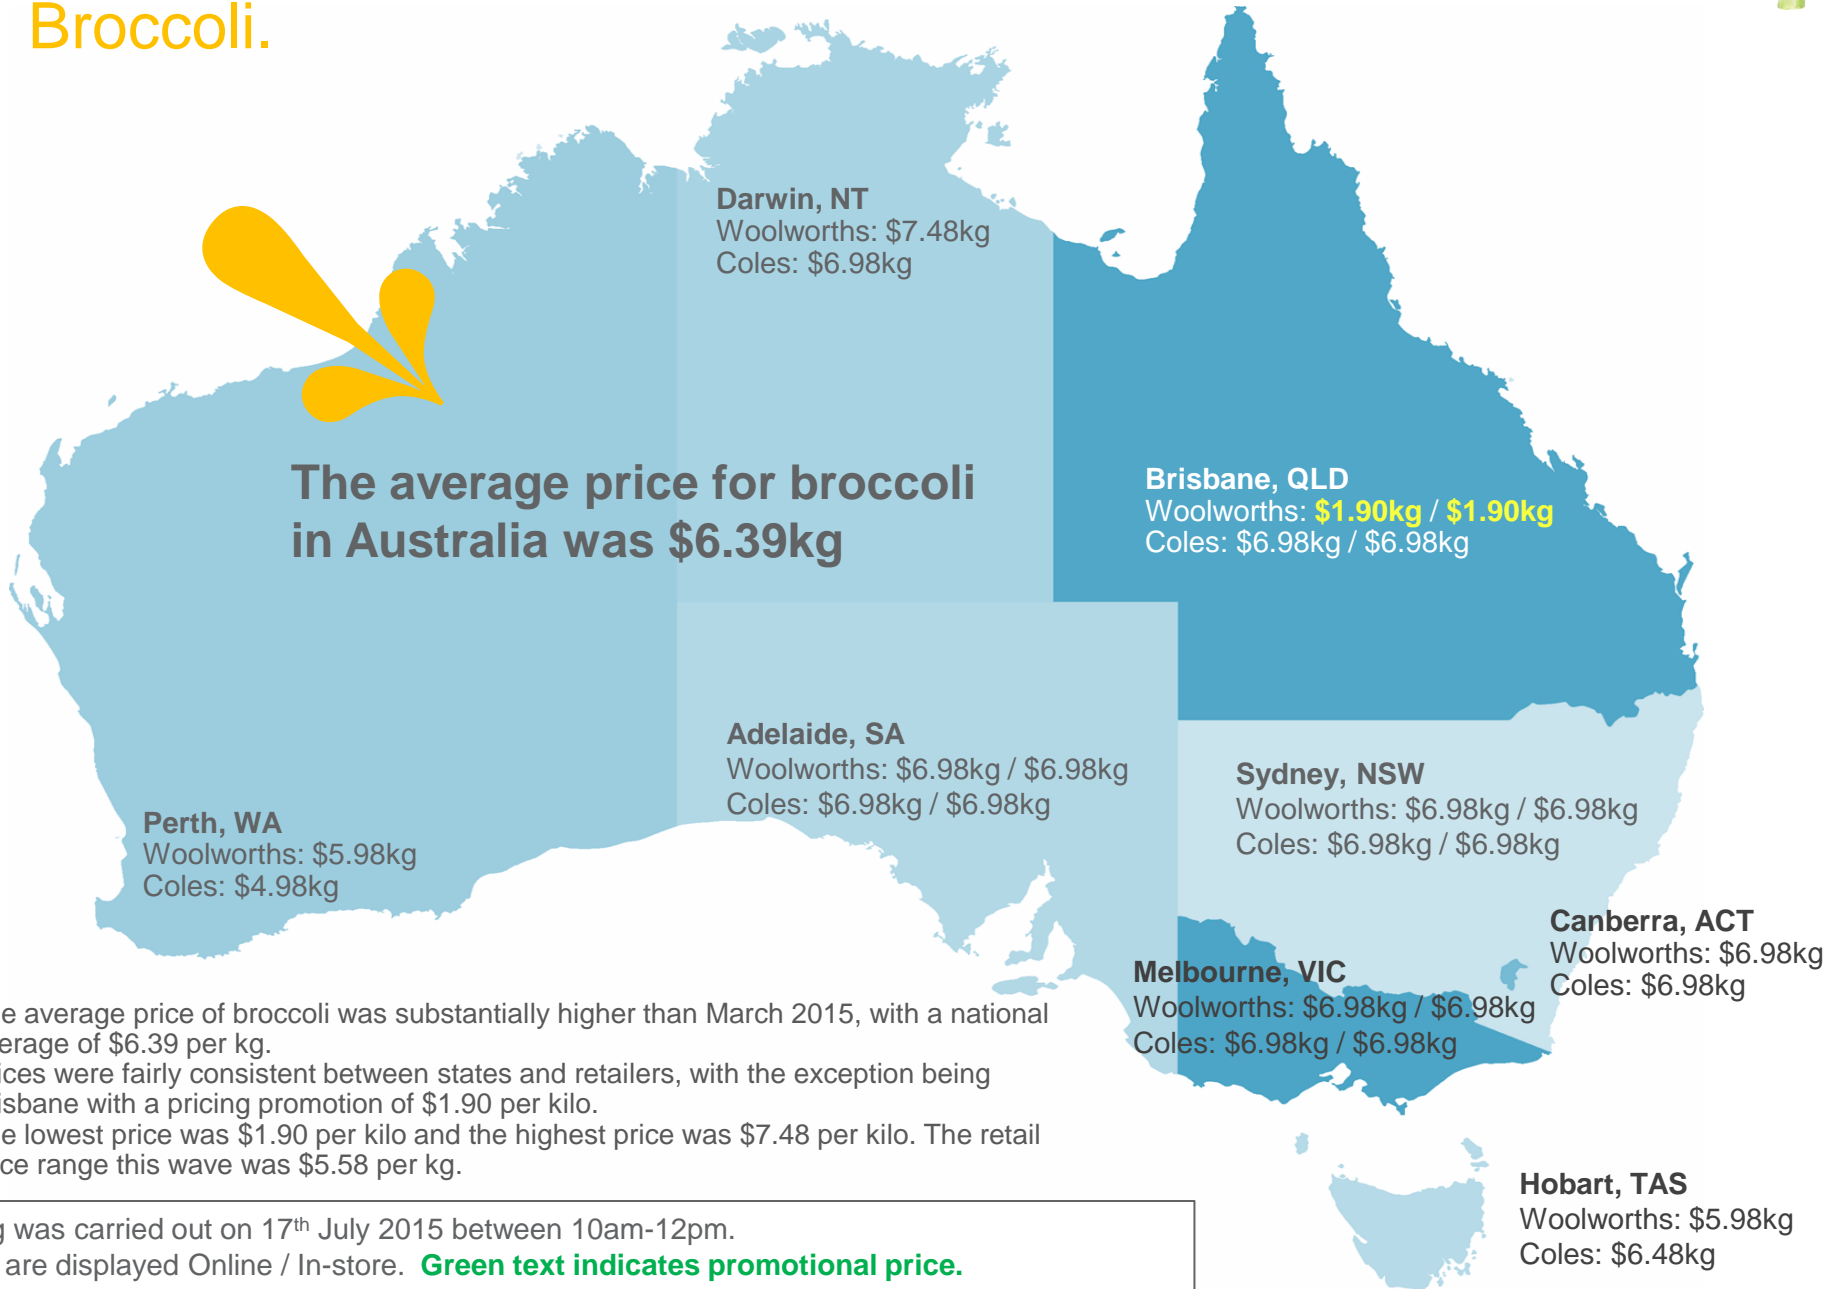 Broccoli.
Darwin, NT
Woolworths: $7.48kg
Coles: $6.98kg
The average price for broccoli
in Australia was $6.39kg
Brisbane, QLD
Woolworths: $1.90kg / $1.90kg
Coles: $6.98kg / $6.98kg
Adelaide, SA
Woolworths: $6.98kg / $6.98kg
Coles: $6.98kg / $6.98kg
Sydney, NSW
Woolworths: $6.98kg / $6.98kg
Coles: $6.98kg / $6.98kg
Perth, WA
Woolworths: $5.98kg
Coles: $4.98kg
Canberra, ACT
Woolworths: $6.98kg
Coles: $6.98kg
Melbourne, VIC
Woolworths: $6.98kg / $6.98kg
Coles: $6.98kg / $6.98kg
e average price of broccoli was substantially higher than March 2015, with a national
erage of $6.39 per kg.
ices were fairly consistent between states and retailers, with the exception being
isbane with a pricing promotion of $1.90 per kilo.
e lowest price was $1.90 per kilo and the highest price was $7.48 per kilo. The retail
ce range this wave was $5.58 per kg.
Hobart, TAS
Woolworths: $5.98kg
Coles: $6.48kg
g was carried out on 17th July 2015 between 10am-12pm.
are displayed Online / In-store. Green text indicates promotional price.